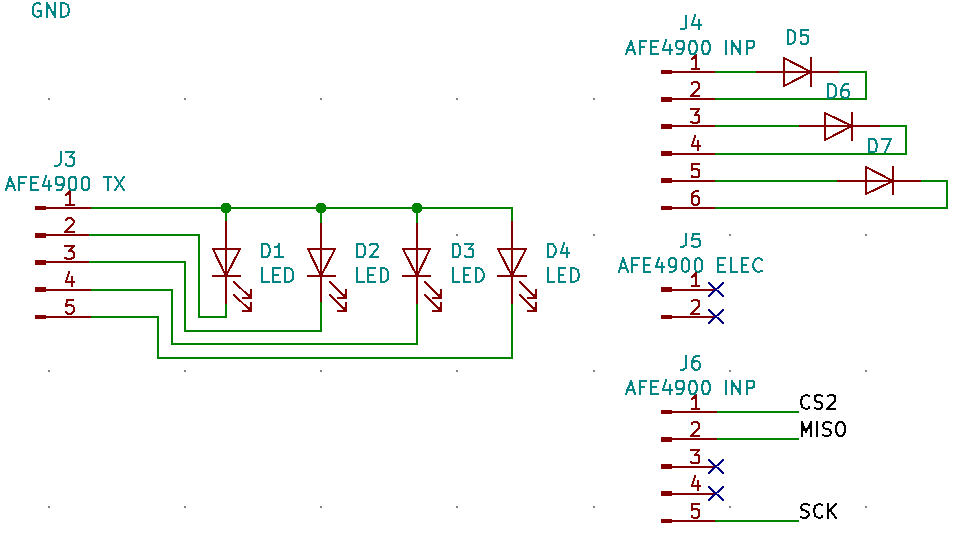 GND
J3
AFE4900 TX
1
2
3
4
5
D1
LED
D2
LED
D3
LED
D4
LED
J4
AFE4900 INP
1
2
3
4
5
6
D5
D6
D7
J5
AFE4900 ELEC
1
2
J6
AFE4900 INP
1
2
3
4
5
CS2
MISO
SCK